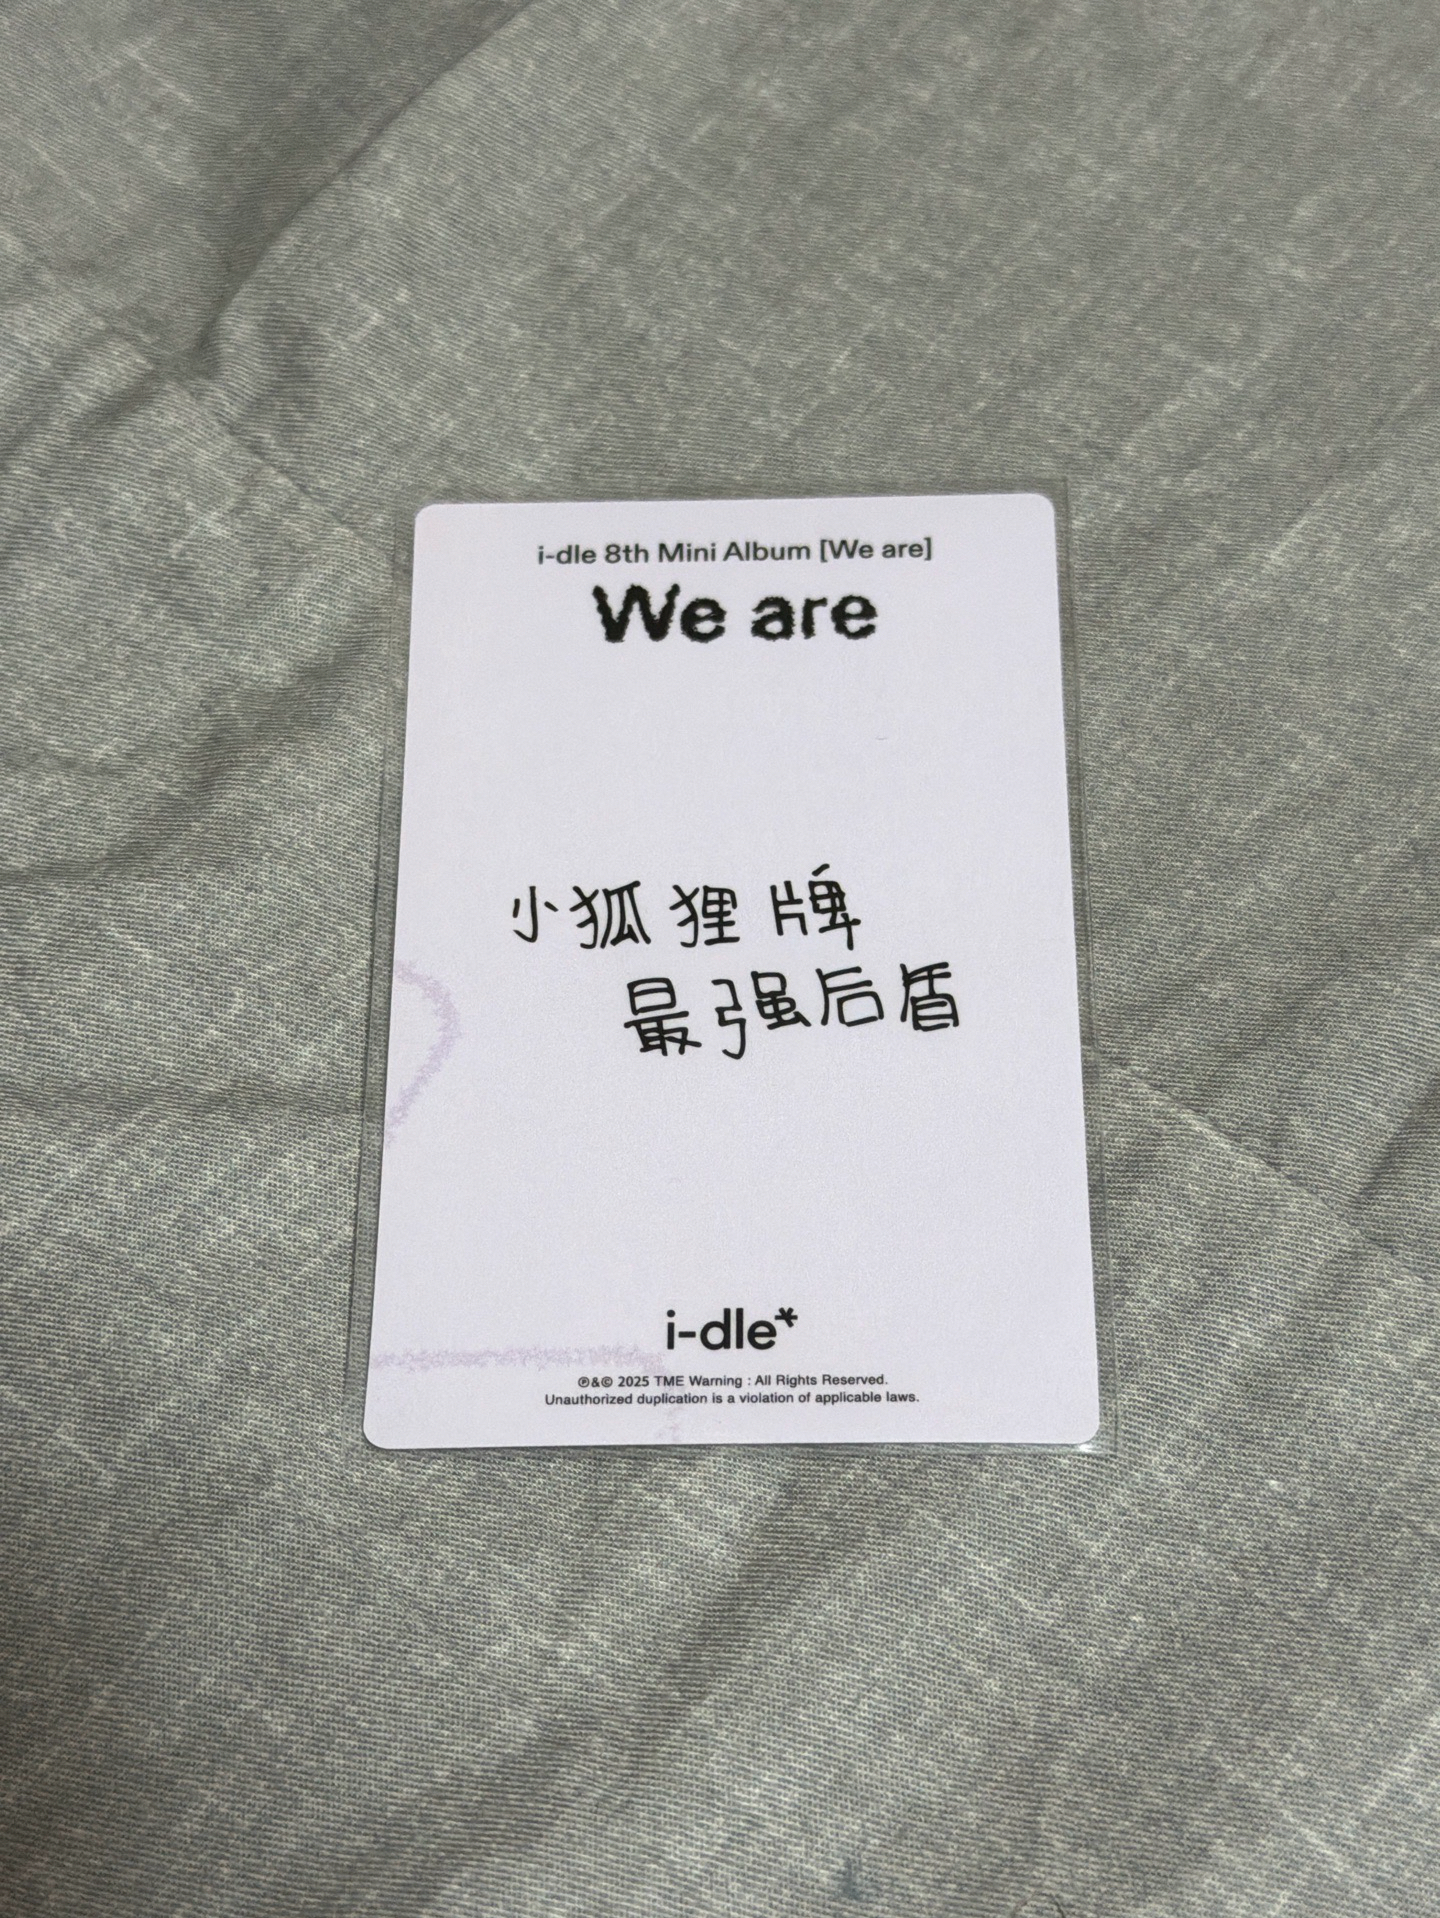 i-dle 8th Mini Album [We are]
We are
小狐狸牌
最强后盾
i-dle*
℗&© 2025 TME Warning : All Rights Reserved.
Unauthorized duplication is a violation of applicable laws.